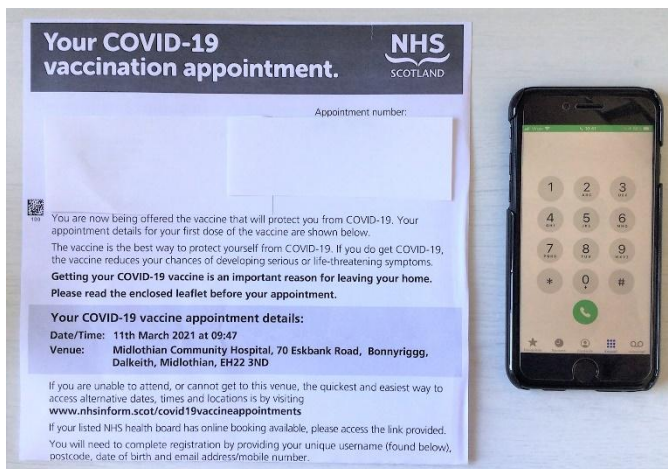 Your COVID-19
vaccination appointment.
NHS
SCOTLAND
Appointment number:
You are now being offered the vaccine that will protect you from COVID-19. Your
appointment details for your first dose of the vaccine are shown below.
The vaccine is the best way to protect yourself from COVID-19. If you do get COVID-19,
the vaccine reduces your chances of developing serious or life-threatening symptoms.
Getting your COVID-19 vaccine is an important reason for leaving your home.
Please read the enclosed leaflet before your appointment.
Your COVID-19 vaccine appointment details:
Date/Time: 11th March 2021 at 09:47
Venue: Midlothian Community Hospital, 70 Eskbank Road, Bonnyriggg,
Dalkeith, Midlothian, EH22 3ND
If you are unable to attend, or cannot get to this venue, the quickest and easiest way to
access alternative dates, times and locations is by visiting
www.nhsinform.scot/covid19vaccineappointments
If your listed NHS health board has online booking available, please access the link provided.
You will need to complete registration by providing your unique username (found below),
postcode, date of birth and email address/mobile number.
1 2 3
4 5 6
7 8 9
* 0 #